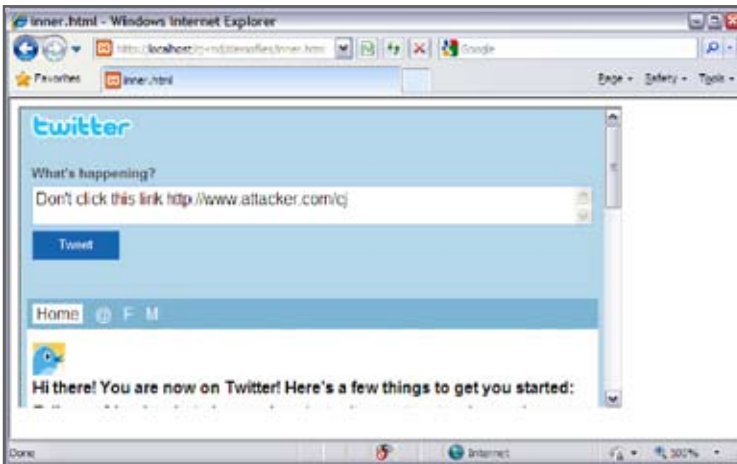 inner.html - Windows Internet Explorer
Google
Favorites inner.html Page Safety Tools
twitter
What's happening?
Don't click this link http://www.attacker.com/cj
Tweet
Home @ F M
Hi there! You are now on Twitter! Here's a few things to get you started:
Done Internet